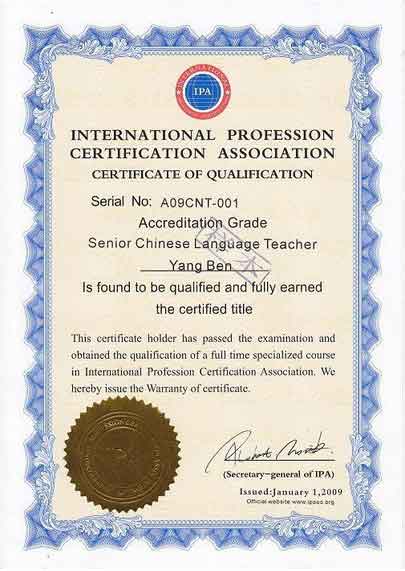 INTERNATIONAL
IPA
INTERNATIONAL PROFESSION
CERTIFICATION ASSOCIATION
CERTIFICATE OF QUALIFICATION
Serial No: A09CNT-001
Accreditation Grade
Senior Chinese Language Teacher
Yang Ben
Is found to be qualified and fully earned
the certified title
This certificate holder has passed the examination and
obtained the qualification of a full time specialized course
in International Profession Certification Association. We
hereby issue the Warranty of certificate.
(Secretary-general of IPA)
Issued:January 1,2009
Official website www.ipaao.org